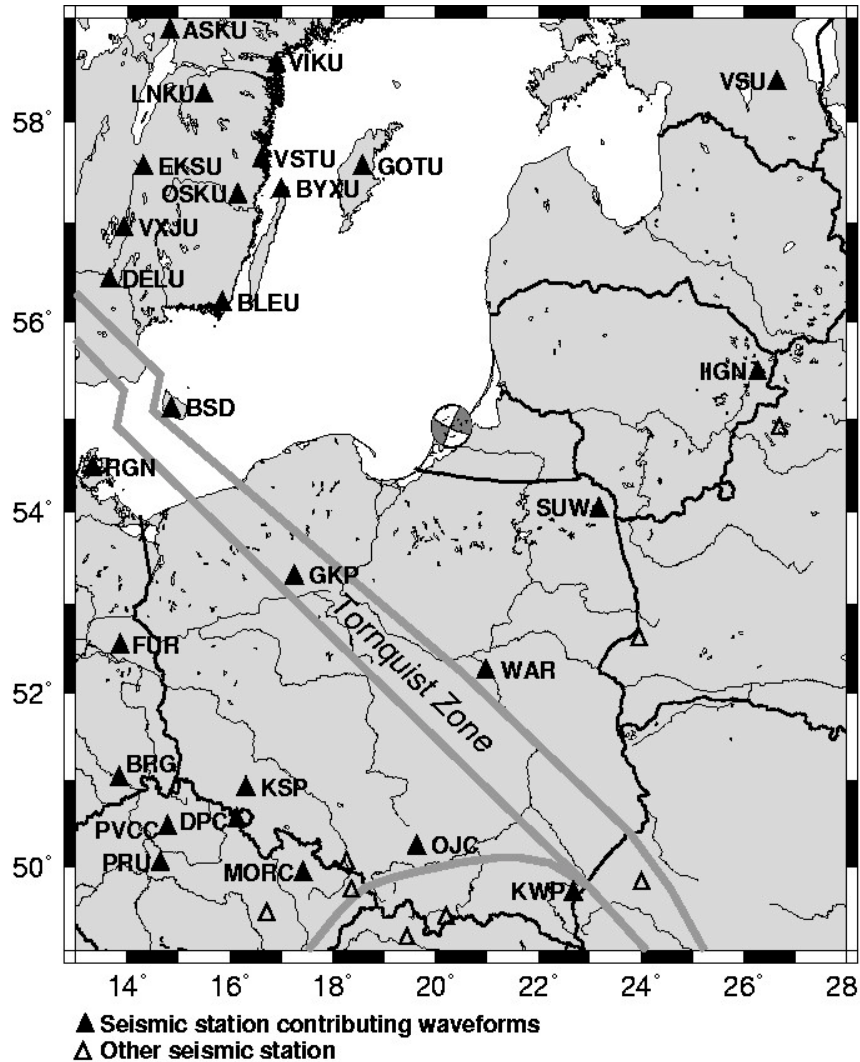 ASKU
VIKU
VSU
LNKU
58
VSTU
EKSU
GOTU
OSKU
BYXU
VXJU
DELU
BLEU
56
IIGN
BSD
RGN
54
SUW
GKP
Tornquist Zone
FUR
WAR
52
BRG
KSP
DPC
PVCC
OJC
50
PRU
MORC
KWP
14 16 18 20 22 24 26 28
Seismic station contributing waveforms
Other seismic station